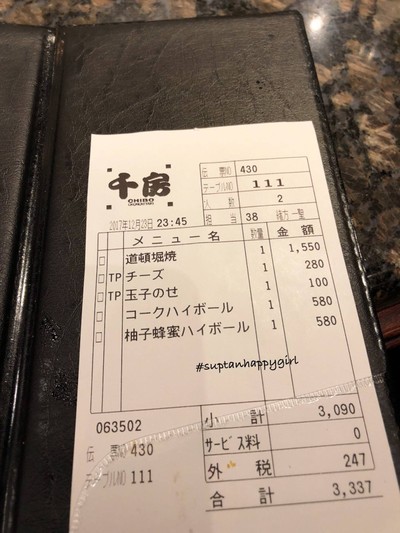 千房
CHIBO
伝票NO 430
テーブルNO 111
人数 2
2017年12月23日 23:45
担当 38 緒方 一聖
メニュー名 数量 金額
道頓堀焼 1 1,550
TP チーズ 1 280
TP 玉子のせ 1 100
コークハイボール 1 580
柚子蜂蜜ハイボール 1 580
#suptanhappygirl
小計 3,090
063502
サービス料 0
伝票NO 430
外税 247
テーブルNO 111
合計 3,337